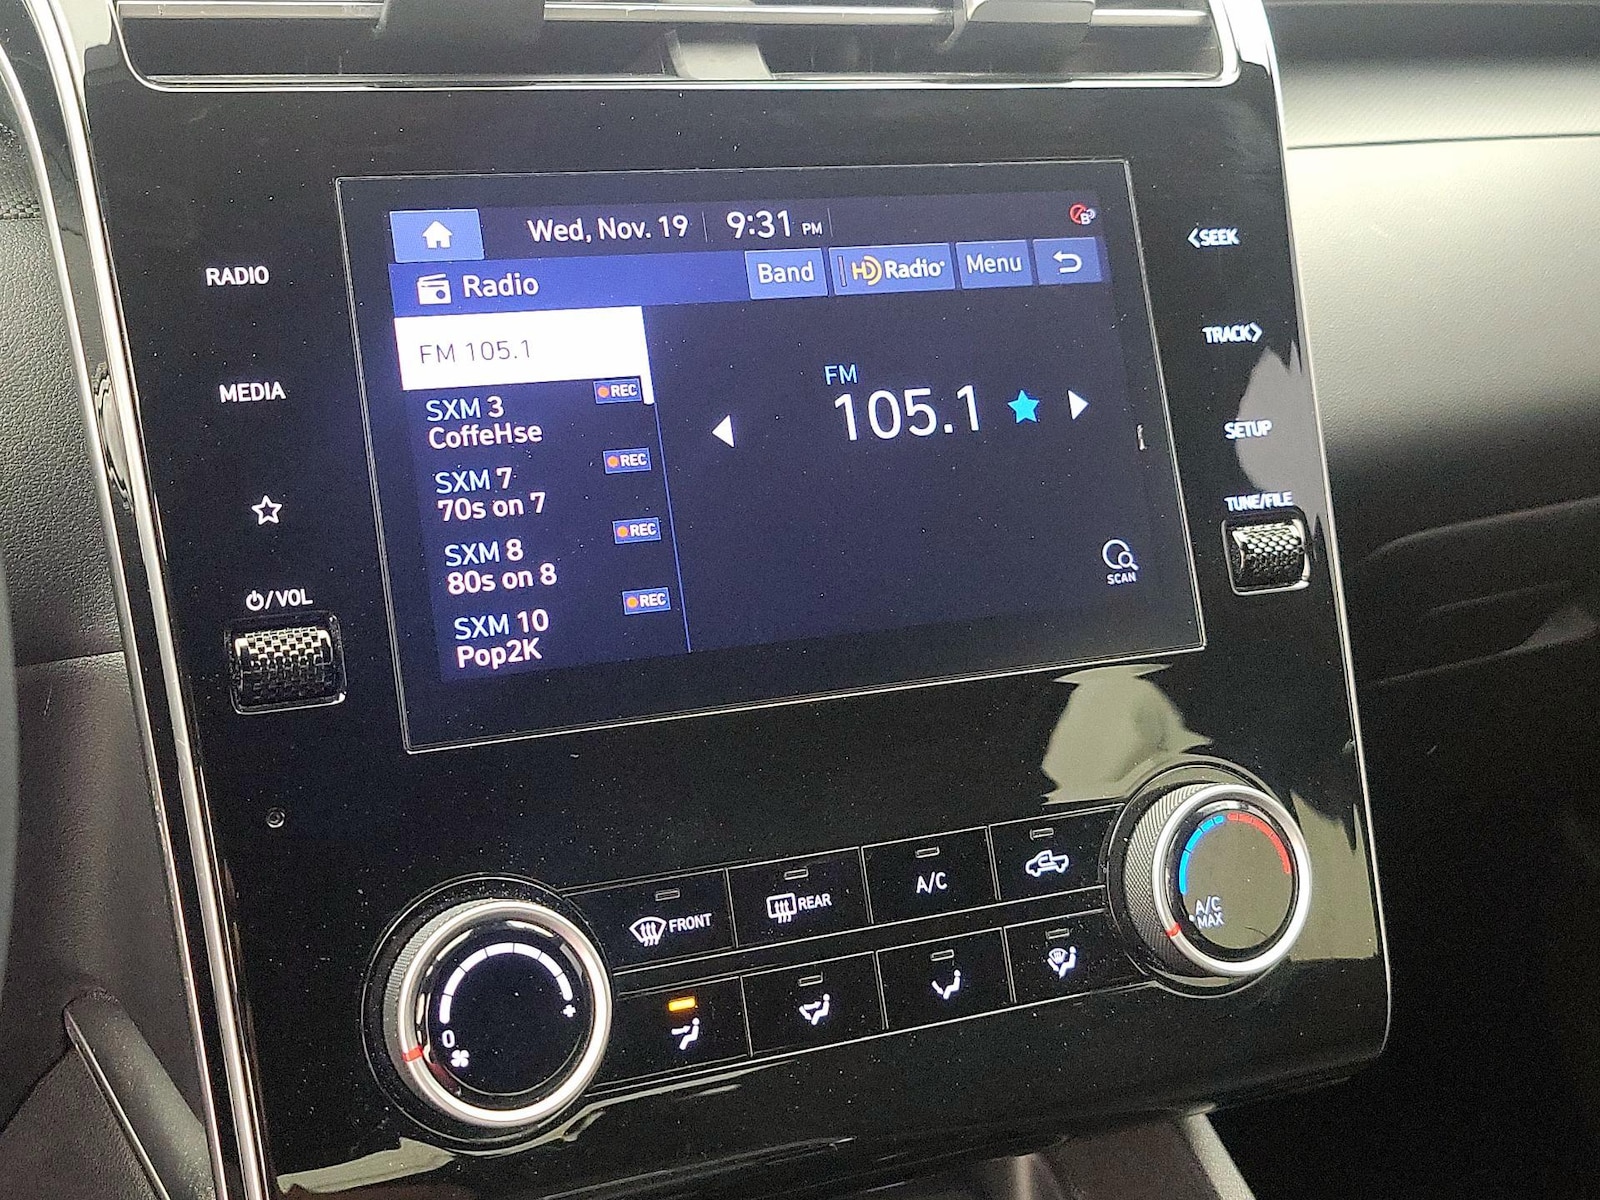 Wed, Nov. 19 9:31 PM
Radio
Band
HD Radio
Menu
FM 105.1
REC
SXM 3
CoffeHse
REC
SXM 7
70s on 7
REC
SXM 8
80s on 8
REC
SXM 10
Pop2K
FM
105.1
SCAN
RADIO
MEDIA
/VOL
<SEEK
TRACK>
SETUP
TUNE/FILE
FRONT
REAR
A/C
0
+
A/C
MAX